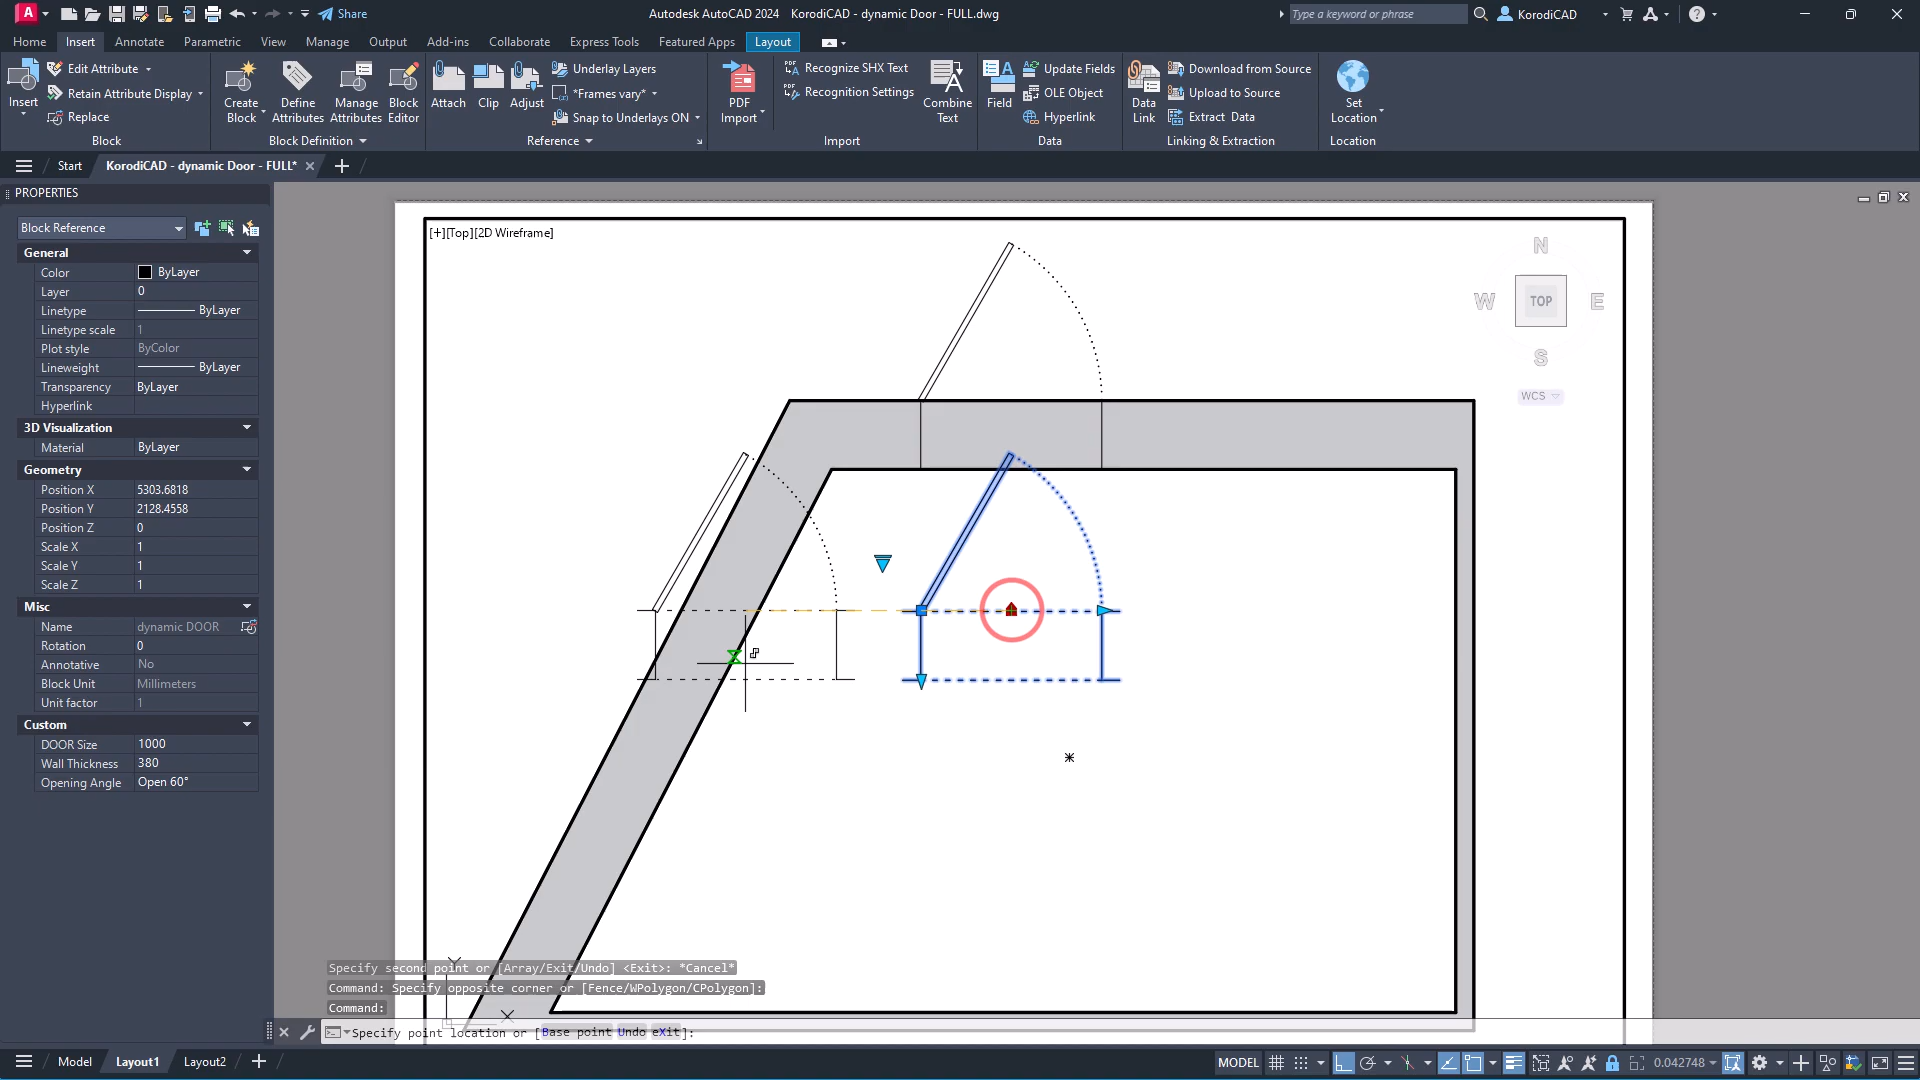 Share
Autodesk AutoCAD 2024 KorodiCAD - dynamic Door - FULL.dwg
Type a keyword or phrase
KorodiCAD
Home Insert Annotate Parametric View Manage Output Add-ins Collaborate Express Tools Featured Apps Layout
Insert
Edit Attribute
Retain Attribute Display
Replace
Block
Create Block
Define Attributes
Manage Attributes
Block Editor
Block Definition
Attach
Clip
Adjust
Underlay Layers
*Frames vary*
Snap to Underlays ON
Reference
PDF Import
Recognize SHX Text
Recognition Settings
Combine Text
Import
Field
Update Fields
OLE Object
Hyperlink
Data
Data Link
Download from Source
Upload to Source
Extract Data
Linking & Extraction
Set Location
Location
Start
KorodiCAD - dynamic Door - FULL*
PROPERTIES
Block Reference
General
Color ByLayer
Layer 0
Linetype ByLayer
Linetype scale 1
Plot style ByColor
Lineweight ByLayer
Transparency ByLayer
Hyperlink
3D Visualization
Material ByLayer
Geometry
Position X 5303.6818
Position Y 2128.4558
Position Z 0
Scale X 1
Scale Y 1
Scale Z 1
Misc
Name dynamic DOOR
Rotation 0
Annotative No
Block Unit Millimeters
Unit factor 1
Custom
DOOR Size 1000
Wall Thickness 380
Opening Angle Open 60°
[+][Top][2D Wireframe]
N
W TOP E
S
WCS
Specify second point or [Array/Exit/Undo] <Exit>: *Cancel*
Command: Specify opposite corner or [Fence/WPolygon/CPolygon]:
Command:
Specify point location or [Base point Undo eXit]:
Model Layout1 Layout2
MODEL
0.042748